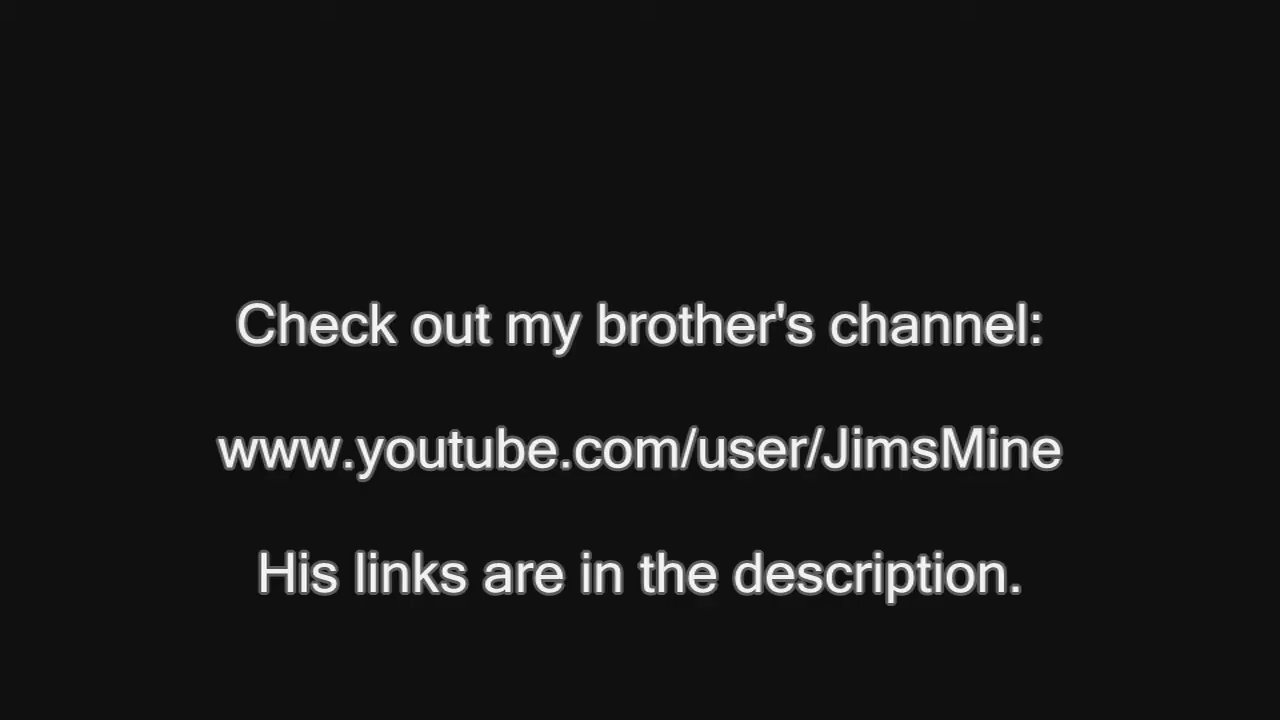 Check out my brother's channel:
www.youtube.com/user/JimsMine
His links are in the description.